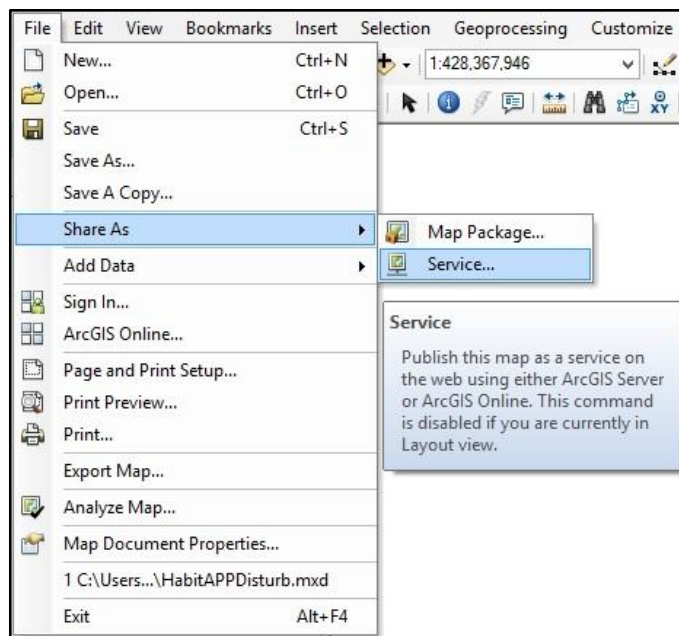 File Edit View Bookmarks Insert Selection Geoprocessing Customize
New... Ctrl+N
1:428,367,946
Open... Ctrl+O
XY
Save Ctrl+S
Save As...
Save A Copy...
Share As
Map Package...
Add Data
Service...
Sign In...
ArcGIS Online...
Page and Print Setup...
Print Preview...
Print...
Export Map...
Analyze Map...
Map Document Properties...
1 C:\Users...\HabitAPPDisturb.mxd
Exit Alt+F4
Service
Publish this map as a service on
the web using either ArcGIS Server
or ArcGIS Online. This command
is disabled if you are currently in
Layout view.